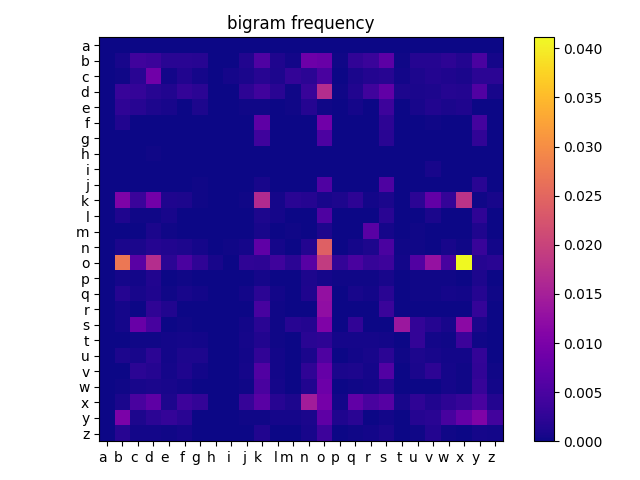 bigram frequency
a
b
c
d
e
f
g
h
i
j
k
l
m
n
o
p
q
r
s
t
u
v
w
x
y
z
a b c d e f g h i j k l m n o p q r s t u v w x y z
0.040
0.035
0.030
0.025
0.020
0.015
0.010
0.005
0.000